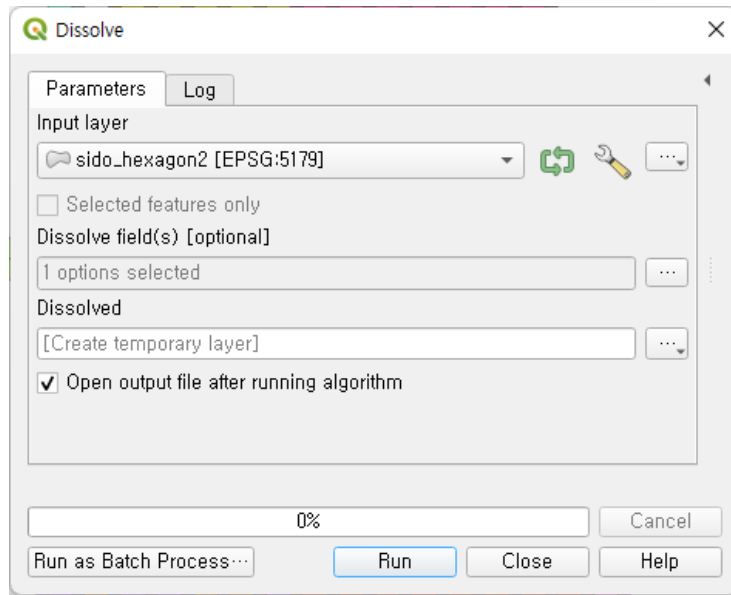 Dissolve
Parameters
Log
Input layer
sido_hexagon2 [EPSG:5179]
Selected features only
Dissolve field(s) [optional]
1 options selected
Dissolved
[Create temporary layer]
Open output file after running algorithm
0%
Cancel
Run as Batch Process…
Run
Close
Help